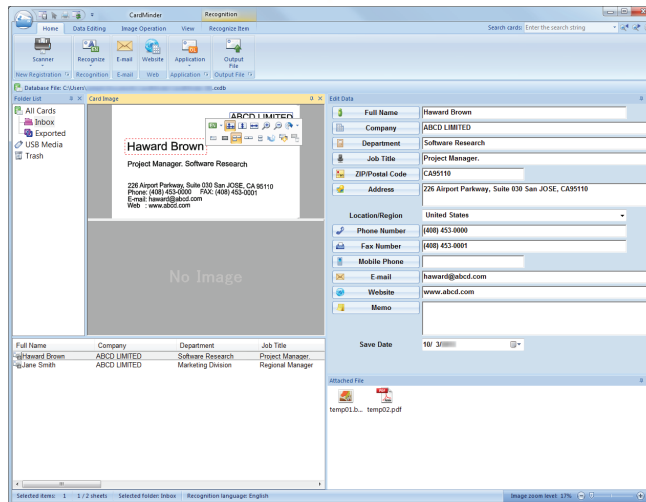 CardMinder
Recognition
Home Data Editing Image Operation View Recognize Item
Search cards: Enter the search string
Scanner Recognize E-mail Website Application Output File
New Registration Recognition E-mail Web Application Output File
Database File: C:\Users\ .cxdb
Folder List
Card Image
Edit Data
All Cards
Inbox
Exported
USB Media
Trash
ABCD LIMITED
Haward Brown
Project Manager. Software Research
226 Airport Parkway, Suite 030 San JOSE, CA 95110
Phone: (408) 453-0000 FAX: (408) 453-0001
E-mail: haward@abcd.com
Web : www.abcd.com
No Image
Full Name Haward Brown
Company ABCD LIMITED
Department Software Research
Job Title Project Manager.
ZIP/Postal Code CA95110
Address 226 Airport Parkway, Suite 030 San JOSE, CA95110
Location/Region United States
Phone Number (408) 453-0000
Fax Number (408) 453-0001
Mobile Phone
E-mail haward@abcd.com
Website www.abcd.com
Memo
Save Date 10/ 3/
Full Name Company Department Job Title
Haward Brown ABCD LIMITED Software Research Project Manager.
Jane Smith ABCD LIMITED Marketing Division Regional Manager
Attached File
temp01.b... temp02.pdf
Selected items: 1 1 / 2 sheets Selected folder: Inbox Recognition language: English
Image zoom level: 17%